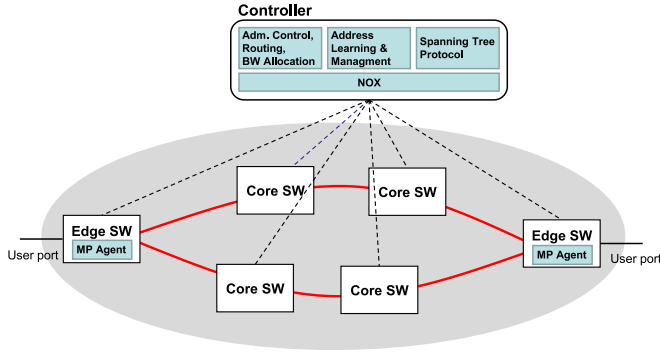 Controller
Adm. Control,
Routing,
BW Allocation
Address
Learning &
Managment
Spanning Tree
Protocol
NOX
Core SW
Core SW
Edge SW
MP Agent
User port
Edge SW
MP Agent
User port
Core SW
Core SW